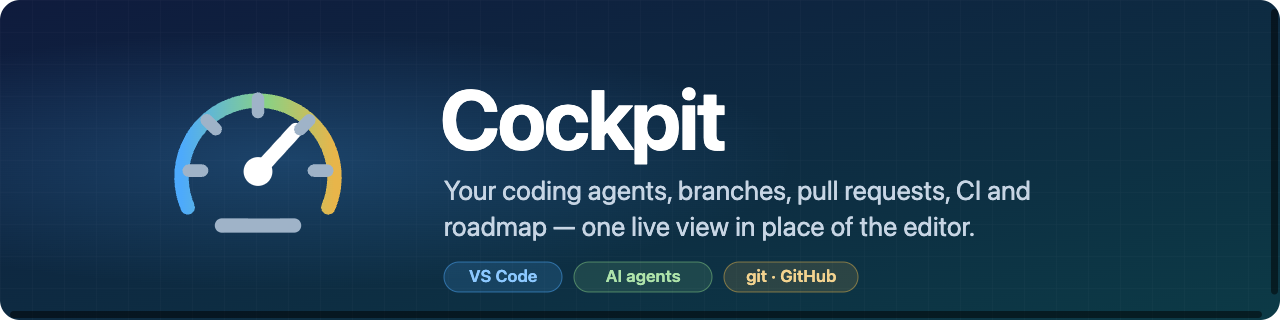 Cockpit
Your coding agents, branches, pull requests, CI and
roadmap — one live view in place of the editor.
VS Code
AI agents
git · GitHub